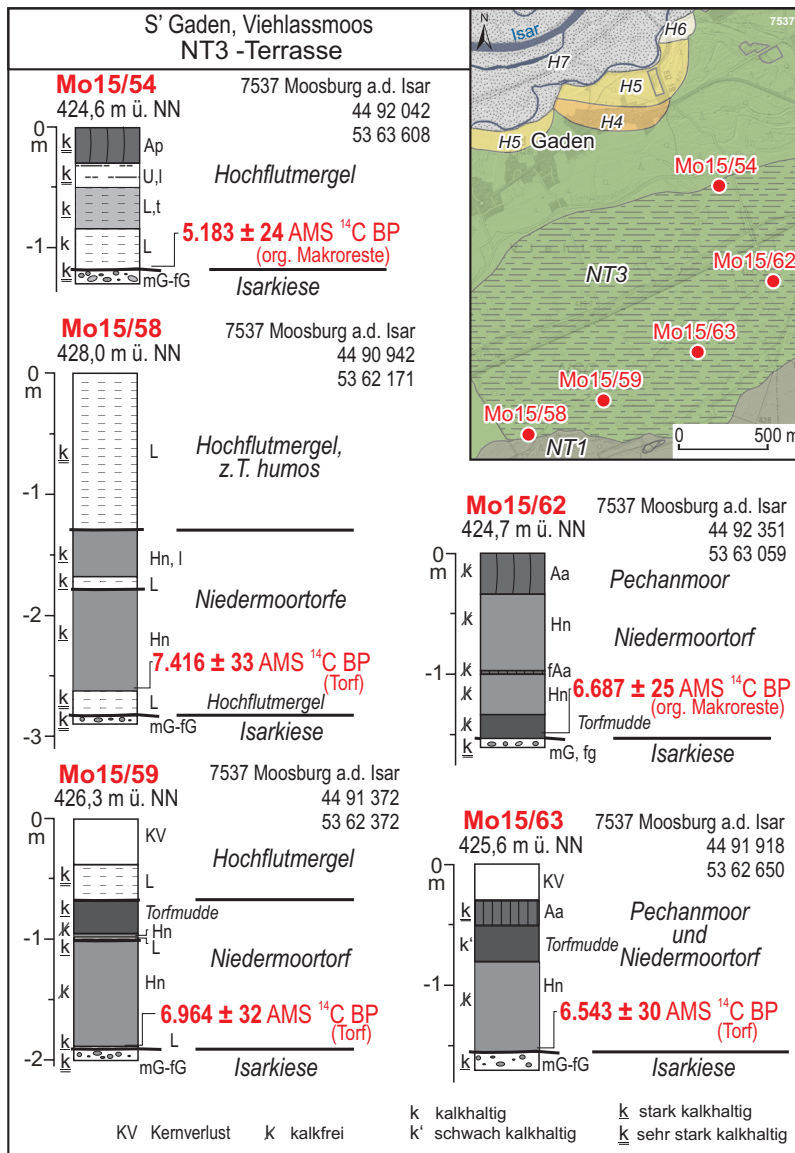 S' Gaden, Viehlassmoos
NT3 -Terrasse
Mo15/54
424,6 m ü. NN
7537 Moosburg a.d. Isar
44 92 042
53 63 608
0
m
-1
k
k
k
k
k
Ap
U,l
L,t
L
mG-fG
Hochflutmergel
5.183 ± 24 AMS ¹⁴C BP
(org. Makroreste)
Isarkiese
Mo15/58
428,0 m ü. NN
7537 Moosburg a.d. Isar
44 90 942
53 62 171
0
m
-1
-2
-3
k
k
k
k
k
k
L
Hn, l
L
Hn
L
mG-fG
Hochflutmergel,
z.T. humos
Niedermoortorfe
7.416 ± 33 AMS ¹⁴C BP
(Torf)
Hochflutmergel
Isarkiese
Mo15/59
426,3 m ü. NN
7537 Moosburg a.d. Isar
44 91 372
53 62 372
0
m
-1
-2
k
k
k
k
k
k
k
KV
L
Torfmudde
Hn
L
Hn
L
mG-fG
Hochflutmergel
Niedermoortorf
6.964 ± 32 AMS ¹⁴C BP
(Torf)
Isarkiese
N
Isar
7537
H6
H7
H5
H4
H5
Gaden
Mo15/54
Mo15/62
NT3
Mo15/63
Mo15/59
Mo15/58
NT1
0 500 m
Mo15/62
424,7 m ü. NN
7537 Moosburg a.d. Isar
44 92 351
53 63 059
0
m
-1
k
k
k
k
k
k
Aa
Hn
fAa
Hn
Torfmudde
mG, fg
Pechanmoor
Niedermoortorf
6.687 ± 25 AMS ¹⁴C BP
(org. Makroreste)
Isarkiese
Mo15/63
425,6 m ü. NN
7537 Moosburg a.d. Isar
44 91 918
53 62 650
0
m
-1
k
k'
k
k
KV
Aa
Torfmudde
Hn
mG-fG
Pechanmoor
und
Niedermoortorf
6.543 ± 30 AMS ¹⁴C BP
(Torf)
Isarkiese
KV Kernverlust
k kalkfrei
k kalkhaltig
k' schwach kalkhaltig
k stark kalkhaltig
k sehr stark kalkhaltig